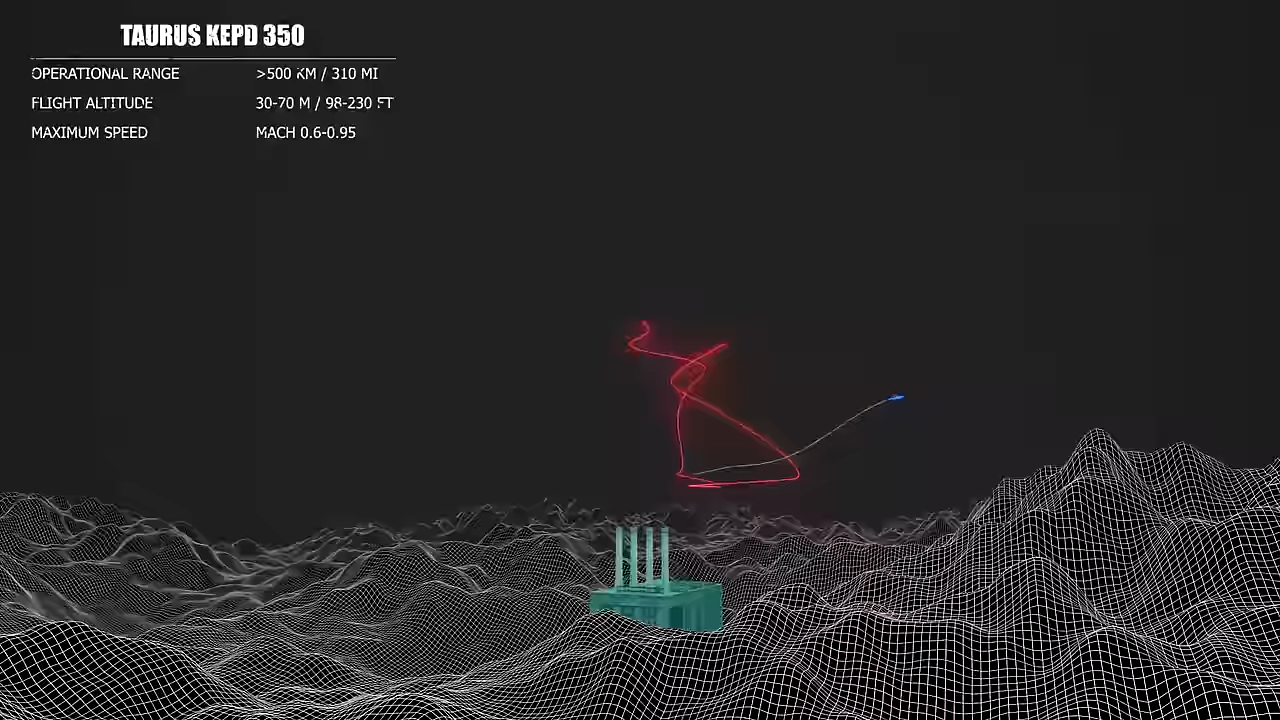 TAURUS KEPD 350
OPERATIONAL RANGE >500 KM / 310 MI
FLIGHT ALTITUDE 30-70 M / 98-230 FT
MAXIMUM SPEED MACH 0.6-0.95